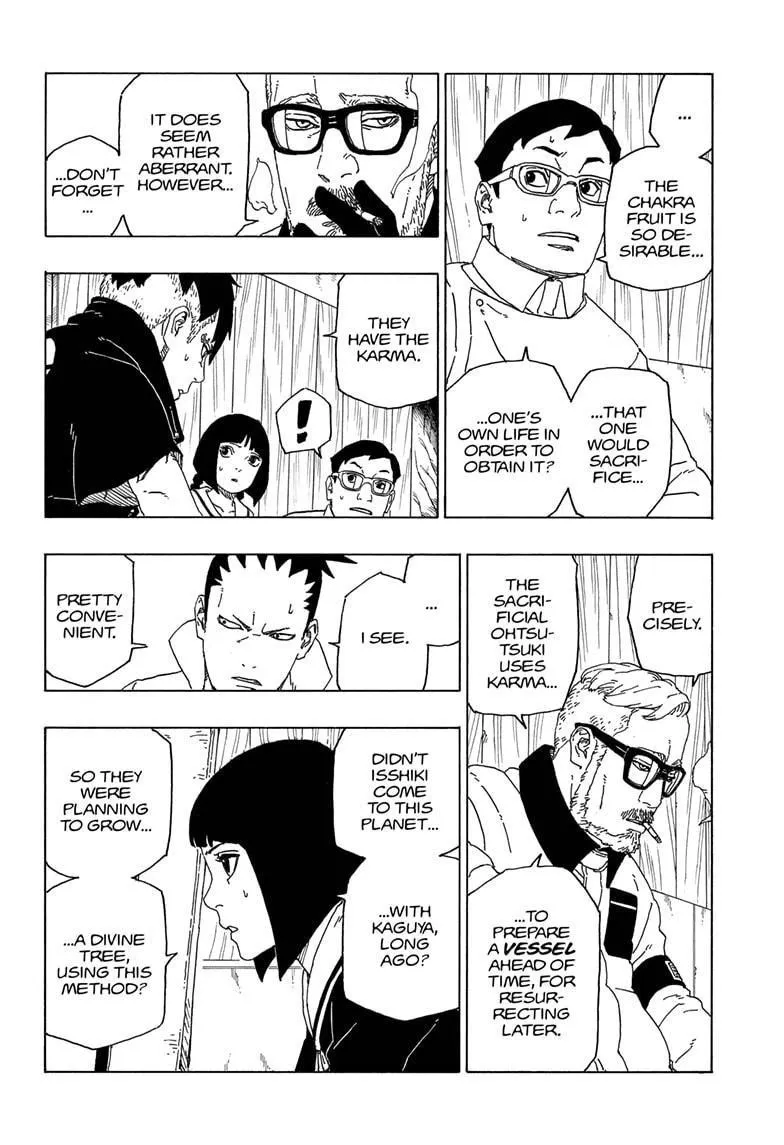 ...
THE
CHAKRA
FRUIT IS
SO DE-
SIRABLE...
...THAT
ONE
WOULD
SACRI-
FICE...
...ONE'S
OWN LIFE IN
ORDER TO
OBTAIN IT?
IT DOES
SEEM
RATHER
ABERRANT.
HOWEVER...
...DON'T
FORGET
...
THEY
HAVE THE
KARMA.
!
PRE-
CISELY.
THE
SACRI-
FICIAL
OHTSU-
TSUKI
USES
KARMA...
...TO
PREPARE
A VESSEL
AHEAD OF
TIME, FOR
RESUR-
RECTING
LATER.
...
I SEE.
PRETTY
CONVE-
NIENT.
DIDN'T
ISSHIKI
COME
TO THIS
PLANET...
...WITH
KAGUYA,
LONG
AGO?
SO THEY
WERE
PLANNING
TO GROW...
...A DIVINE
TREE,
USING THIS
METHOD?